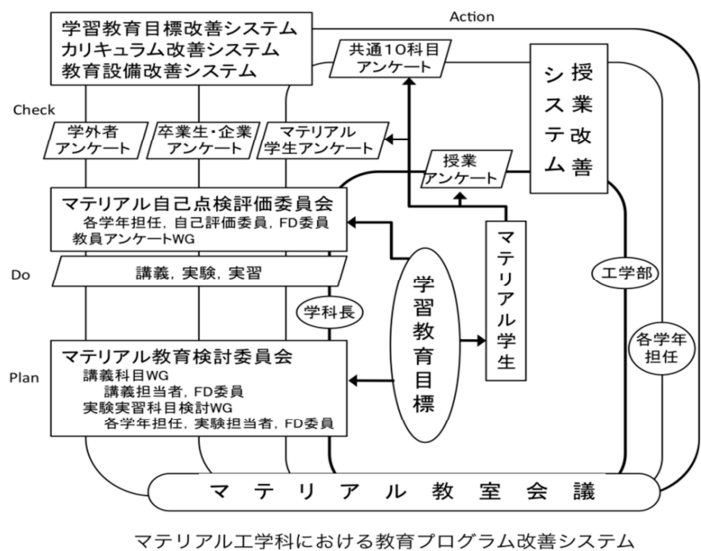 Action
学習教育目標改善システム
カリキュラム改善システム
教育設備改善システム
共通10科目
アンケート
授業改善
システム
Check
学外者
アンケート
卒業生・企業
アンケート
マテリアル
学生アンケート
授業
アンケート
マテリアル自己点検評価委員会
各学年担任, 自己評価委員, FD委員
教員アンケートWG
マテリアル学生
Do
講義, 実験, 実習
学習教育目標
工学部
学科長
各学年
担任
Plan
マテリアル教育検討委員会
講義科目WG
講義担当者, FD委員
実験実習科目検討WG
各学年担任, 実験担当者, FD委員
マテリアル教室会議
マテリアル工学科における教育プログラム改善システム